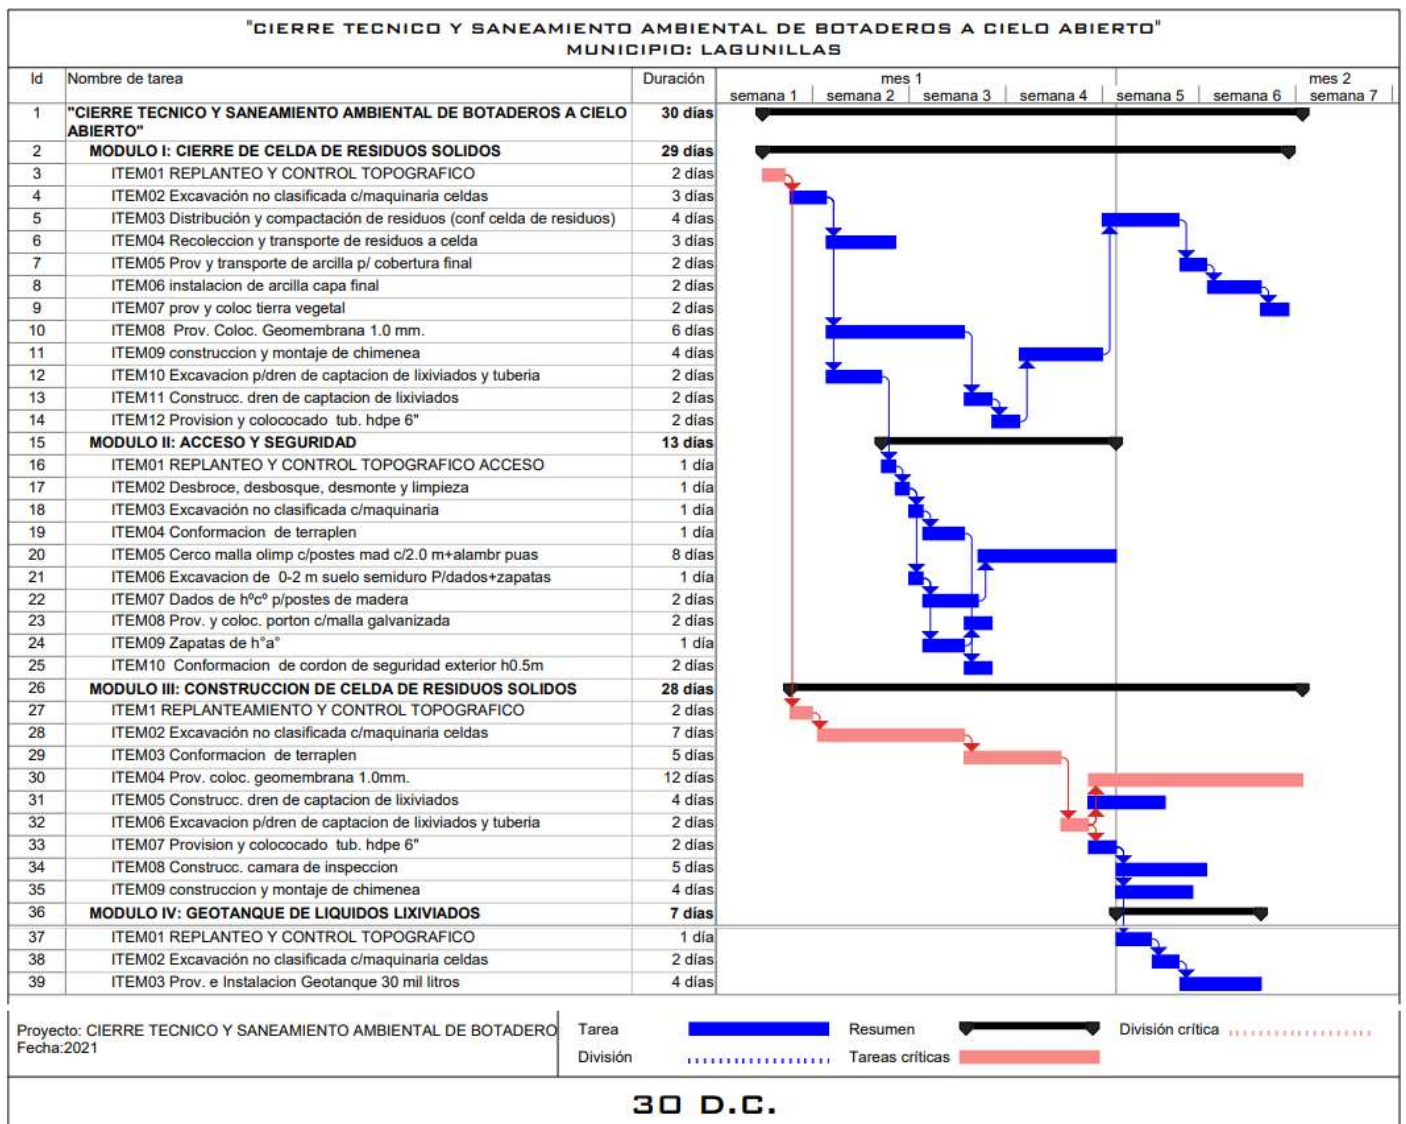 "CIERRE TECNICO Y SANEAMIENTO AMBIENTAL DE BOTADEROS A CIELO ABIERTO"
MUNICIPIO: LAGUNILLAS
Id Nombre de tarea Duración mes 1 mes 2
semana 1 semana 2 semana 3 semana 4 semana 5 semana 6 semana 7
1 "CIERRE TECNICO Y SANEAMIENTO AMBIENTAL DE BOTADEROS A CIELO 30 días
ABIERTO"
2 MODULO I: CIERRE DE CELDA DE RESIDUOS SOLIDOS 29 días
3 ITEM01 REPLANTEO Y CONTROL TOPOGRAFICO 2 días
4 ITEM02 Excavación no clasificada c/maquinaria celdas 3 días
5 ITEM03 Distribución y compactación de residuos (conf celda de residuos) 4 días
6 ITEM04 Recoleccion y transporte de residuos a celda 3 días
7 ITEM05 Prov y transporte de arcilla p/ cobertura final 2 días
8 ITEM06 instalacion de arcilla capa final 2 días
9 ITEM07 prov y coloc tierra vegetal 2 días
10 ITEM08 Prov. Coloc. Geomembrana 1.0 mm. 6 días
11 ITEM09 construccion y montaje de chimenea 4 días
12 ITEM10 Excavacion p/dren de captacion de lixiviados y tuberia 2 días
13 ITEM11 Construcc. dren de captacion de lixiviados 2 días
14 ITEM12 Provision y colococado tub. hdpe 6" 2 días
15 MODULO II: ACCESO Y SEGURIDAD 13 días
16 ITEM01 REPLANTEO Y CONTROL TOPOGRAFICO ACCESO 1 día
17 ITEM02 Desbroce, desbosque, desmonte y limpieza 1 día
18 ITEM03 Excavación no clasificada c/maquinaria 1 día
19 ITEM04 Conformacion de terraplen 1 día
20 ITEM05 Cerco malla olimp c/postes mad c/2.0 m+alambr puas 8 días
21 ITEM06 Excavacion de 0-2 m suelo semiduro P/dados+zapatas 1 día
22 ITEM07 Dados de hºcº p/postes de madera 2 días
23 ITEM08 Prov. y coloc. porton c/malla galvanizada 2 días
24 ITEM09 Zapatas de h°a° 1 día
25 ITEM10 Conformacion de cordon de seguridad exterior h0.5m 2 días
26 MODULO III: CONSTRUCCION DE CELDA DE RESIDUOS SOLIDOS 28 días
27 ITEM1 REPLANTEAMIENTO Y CONTROL TOPOGRAFICO 2 días
28 ITEM02 Excavación no clasificada c/maquinaria celdas 7 días
29 ITEM03 Conformacion de terraplen 5 días
30 ITEM04 Prov. coloc. geomembrana 1.0mm. 12 días
31 ITEM05 Construcc. dren de captacion de lixiviados 4 días
32 ITEM06 Excavacion p/dren de captacion de lixiviados y tuberia 2 días
33 ITEM07 Provision y colococado tub. hdpe 6" 2 días
34 ITEM08 Construcc. camara de inspeccion 5 días
35 ITEM09 construccion y montaje de chimenea 4 días
36 MODULO IV: GEOTANQUE DE LIQUIDOS LIXIVIADOS 7 días
37 ITEM01 REPLANTEO Y CONTROL TOPOGRAFICO 1 día
38 ITEM02 Excavación no clasificada c/maquinaria celdas 2 días
39 ITEM03 Prov. e Instalacion Geotanque 30 mil litros 4 días
Proyecto: CIERRE TECNICO Y SANEAMIENTO AMBIENTAL DE BOTADERO
Fecha:2021
Tarea Resumen División crítica
División Tareas críticas
30 D.C.